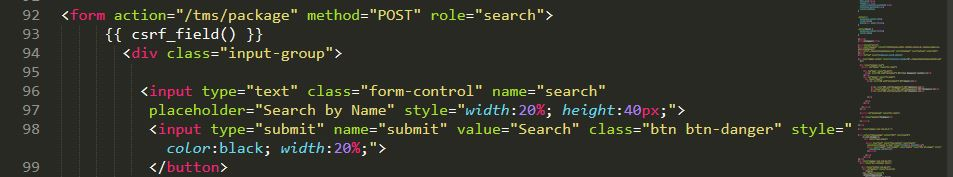 92 <form action="/tms/package" method="POST" role="search">
93 {{ csrf_field() }}
94 <div class="input-group">
95
96 <input type="text" class="form-control" name="search"
97 placeholder="Search by Name" style="width:20%; height:40px;">
98 <input type="submit" name="submit" value="Search" class="btn btn-danger" style="
color:black; width:20%;">
99 </button>